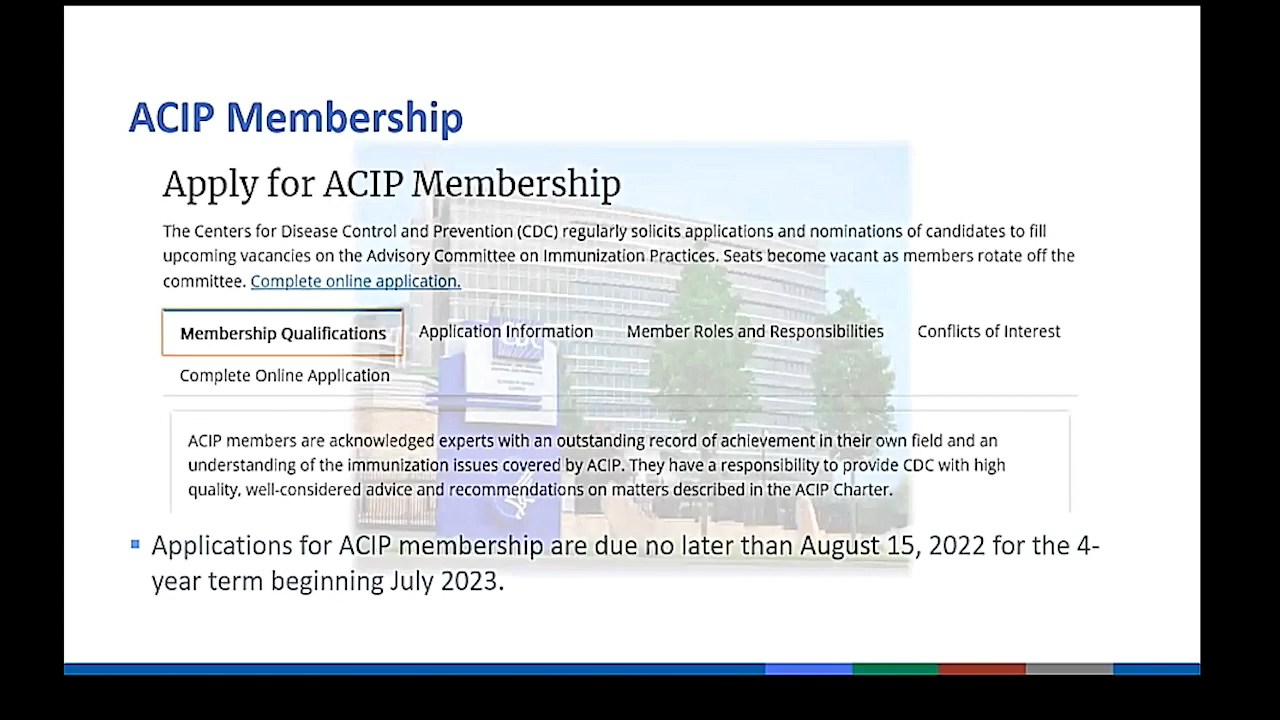 ACIP Membership
Apply for ACIP Membership
The Centers for Disease Control and Prevention (CDC) regularly solicits applications and nominations of candidates to fill
upcoming vacancies on the Advisory Committee on Immunization Practices. Seats become vacant as members rotate off the
committee. Complete online application.
Membership Qualifications Application Information Member Roles and Responsibilities Conflicts of Interest
Complete Online Application
ACIP members are acknowledged experts with an outstanding record of achievement in their own field and an
understanding of the immunization issues covered by ACIP. They have a responsibility to provide CDC with high
quality, well-considered advice and recommendations on matters described in the ACIP Charter.
Applications for ACIP membership are due no later than August 15, 2022 for the 4-
year term beginning July 2023.